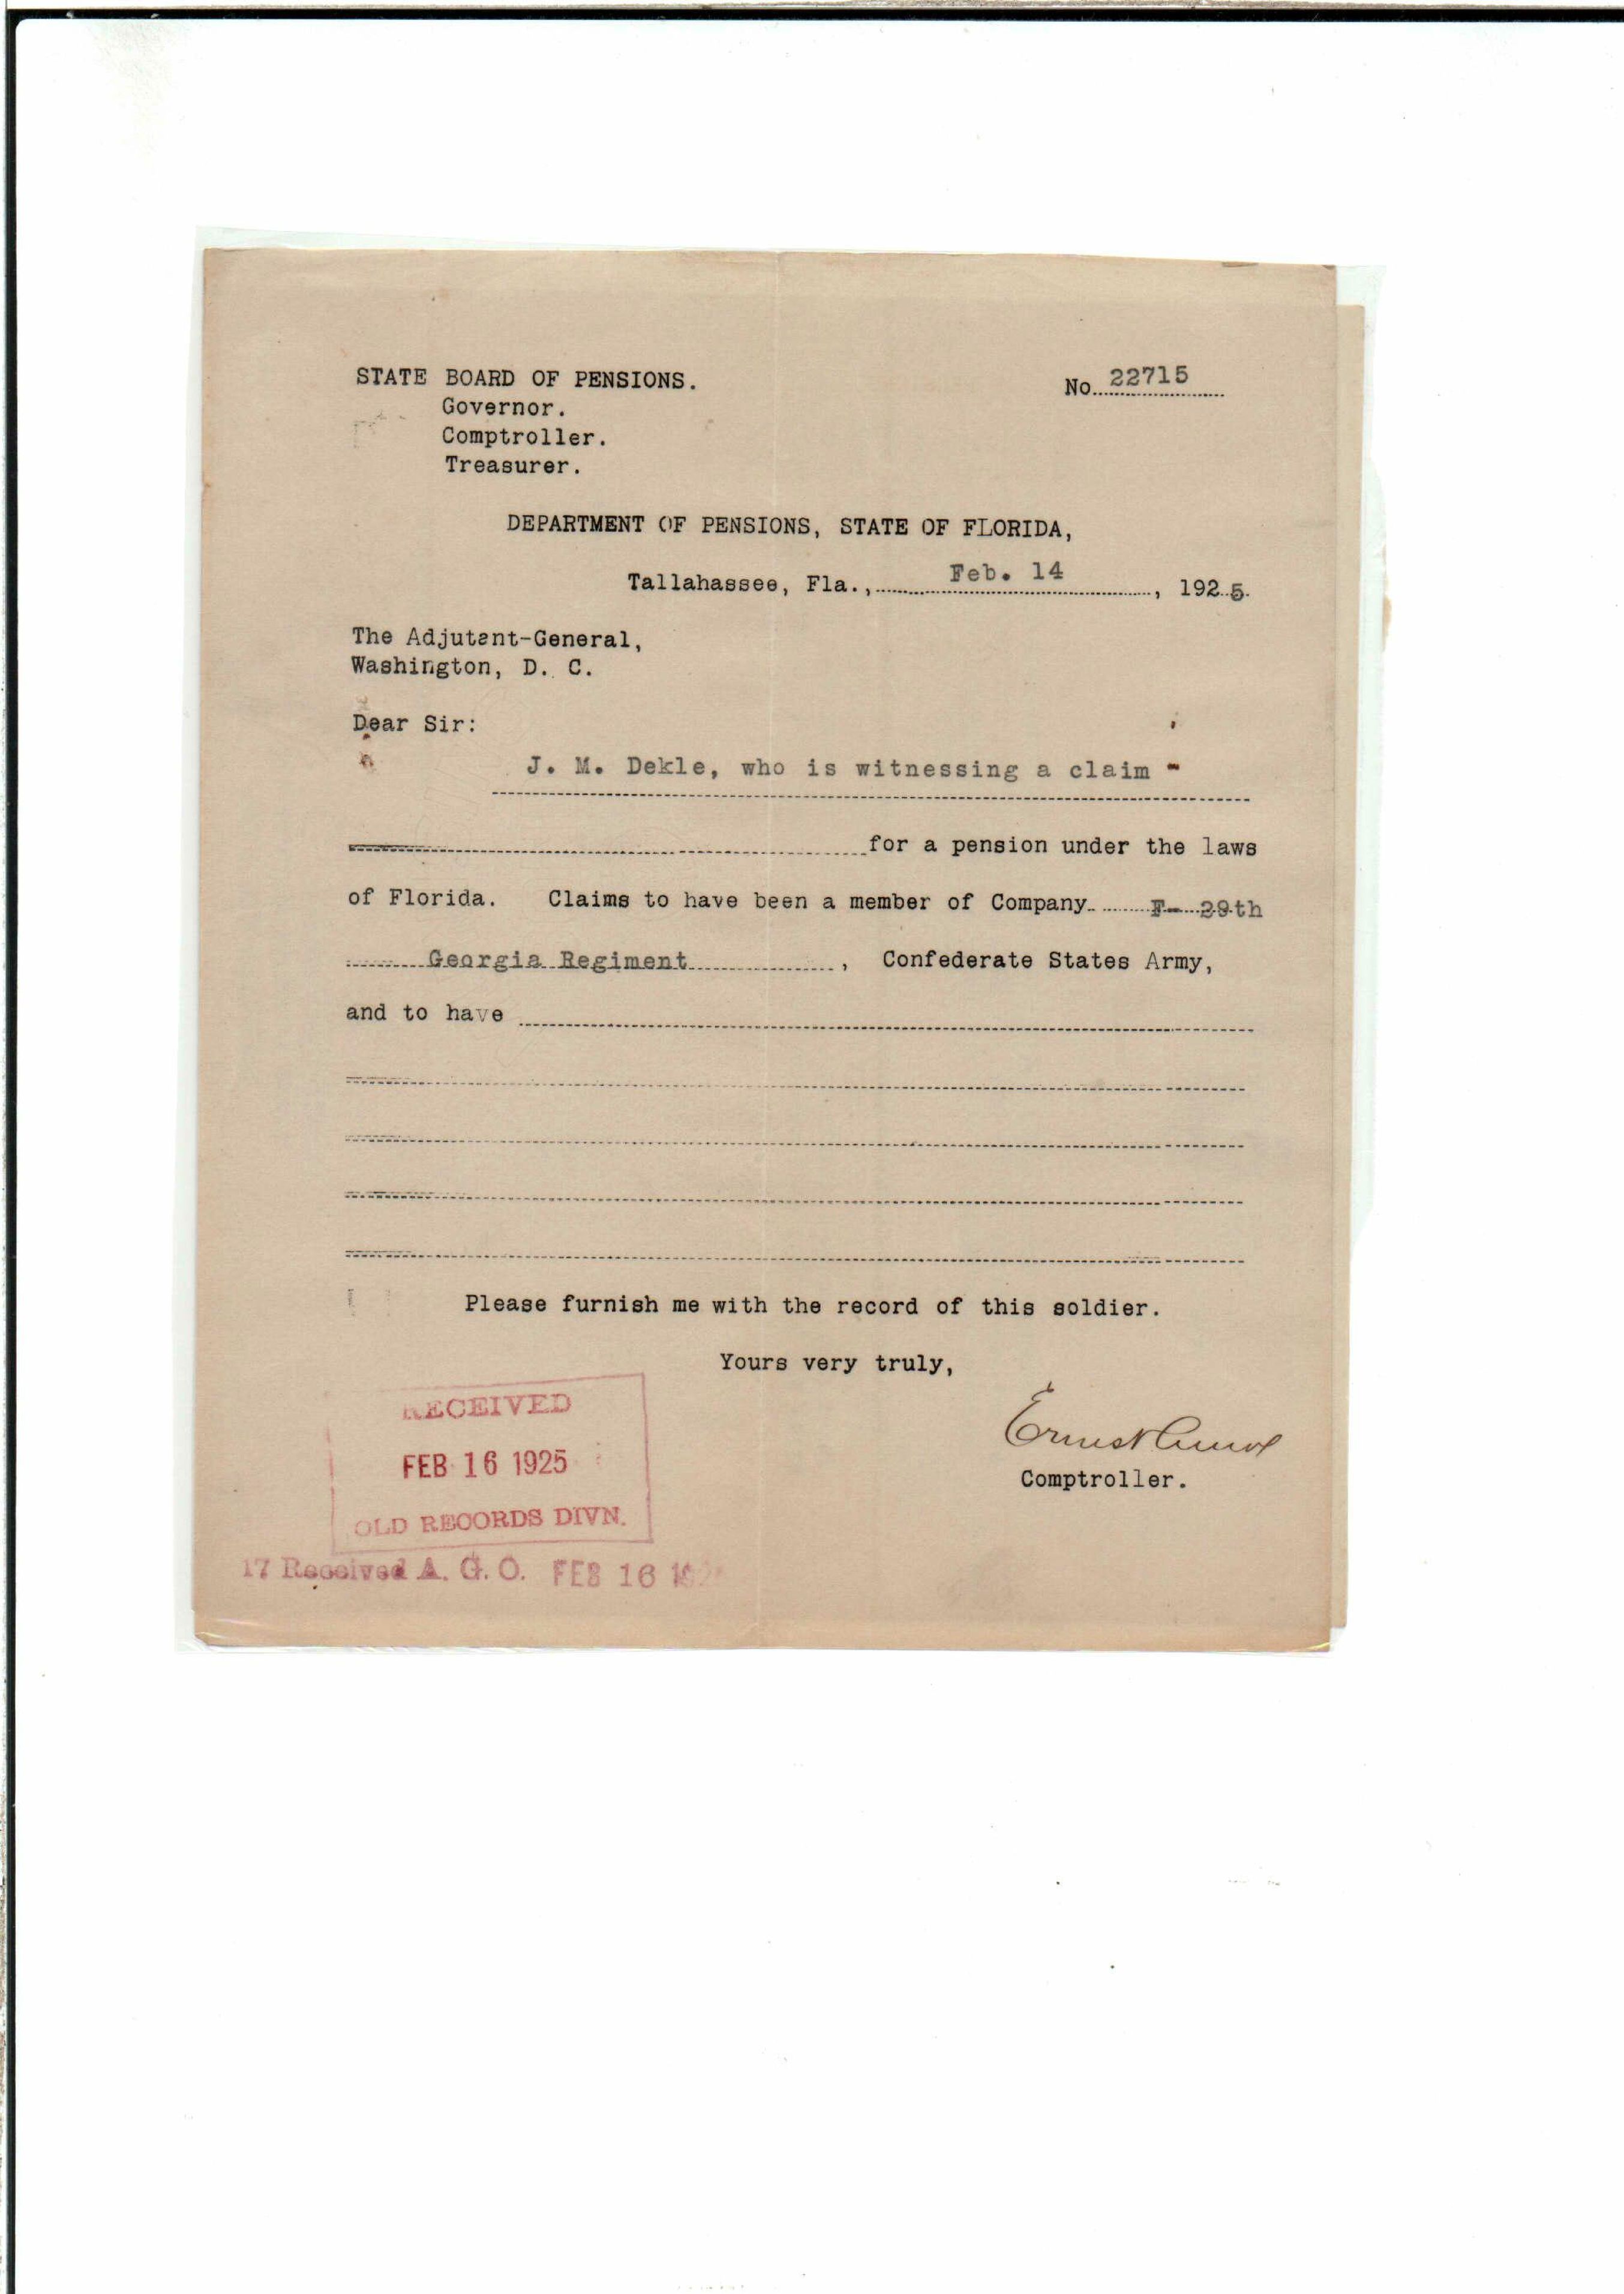 STATE BOARD OF PENSIONS.
No. 22715
Governor.
Comptroller.
Treasurer.
DEPARTMENT OF PENSIONS, STATE OF FLORIDA,
Tallahassee, Fla., Feb. 14, 1925.
The Adjutant-General,
Washington, D. C.
Dear Sir:
J. M. Dekle, who is witnessing a claim -
for a pension under the laws
of Florida. Claims to have been a member of Company F- 29th
Georgia Regiment, Confederate States Army,
and to have
Please furnish me with the record of this soldier.
Yours very truly,
Ernest Amos
Comptroller.
RECEIVED
FEB 16 1925
OLD RECORDS DIVN.
17 Received A. G. O. FEB 16 192